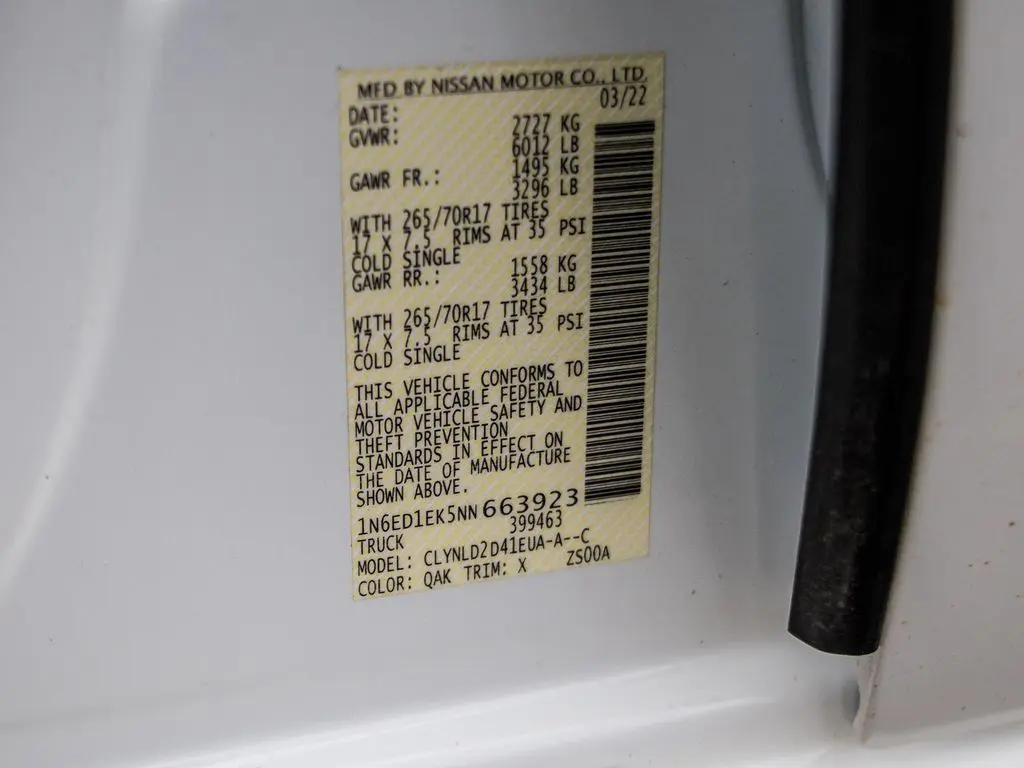 MFD BY NISSAN MOTOR CO., LTD.
DATE: 03/22
GVWR: 2727 KG
6012 LB
GAWR FR.: 1495 KG
3296 LB
WITH 265/70R17 TIRES
17 X 7.5 RIMS AT 35 PSI
COLD SINGLE
GAWR RR.: 1558 KG
3434 LB
WITH 265/70R17 TIRES
17 X 7.5 RIMS AT 35 PSI
COLD SINGLE
THIS VEHICLE CONFORMS TO
ALL APPLICABLE FEDERAL
MOTOR VEHICLE SAFETY AND
THEFT PREVENTION
STANDARDS IN EFFECT ON
THE DATE OF MANUFACTURE
SHOWN ABOVE.
1N6ED1EK5NN663923
TRUCK 399463
MODEL: CLYNLD2D41EUA-A--C
COLOR: QAK TRIM: X ZS00A